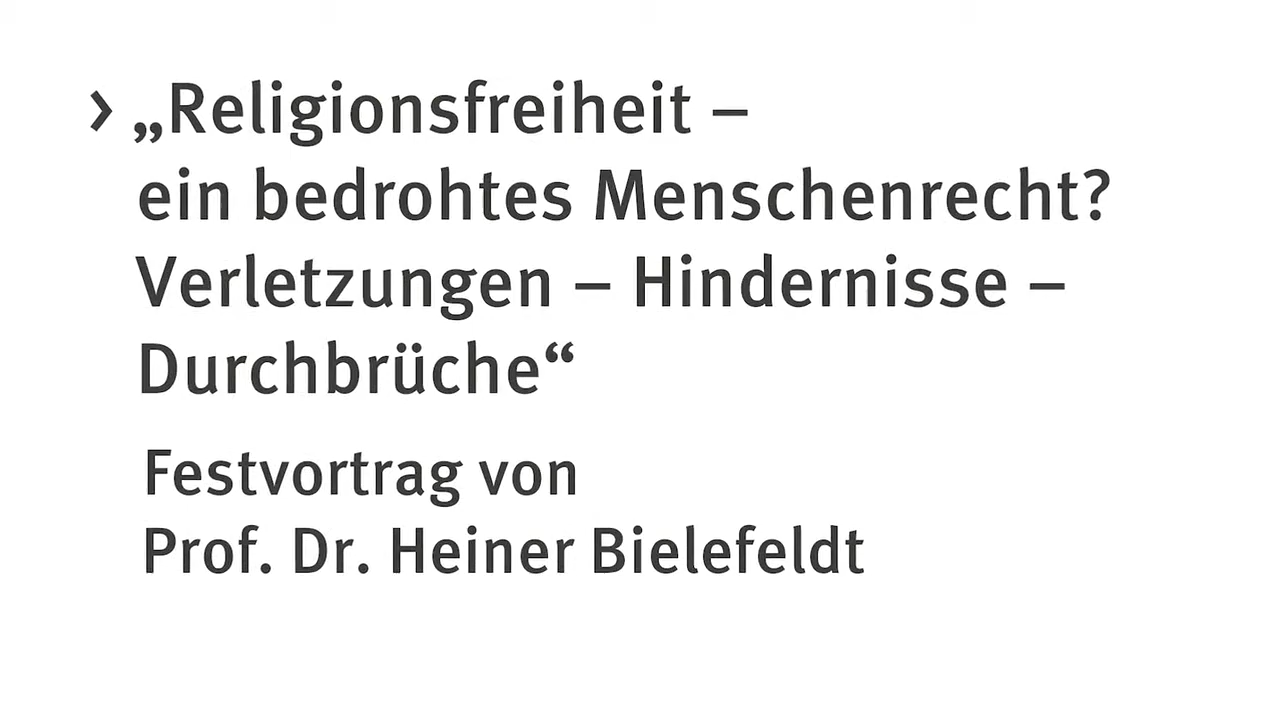 › „Religionsfreiheit –
ein bedrohtes Menschenrecht?
Verletzungen – Hindernisse –
Durchbrüche“
Festvortrag von
Prof. Dr. Heiner Bielefeldt